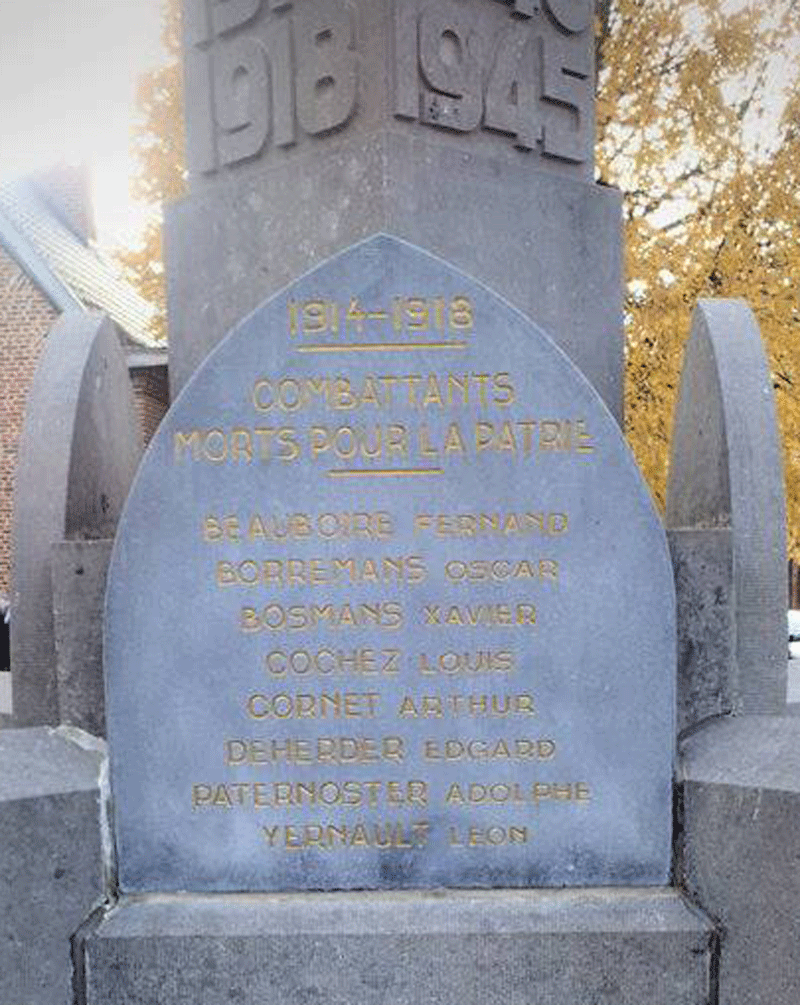 1918 1945
1914-1918
COMBATTANTS
MORTS POUR LA PATRIE
BEAUBOIRE FERNAND
BORREMANS OSCAR
BOSMANS XAVIER
COCHEZ LOUIS
CORNET ARTHUR
DEHERDER EDGARD
PATERNOSTER ADOLPHE
YERNAULT LEON